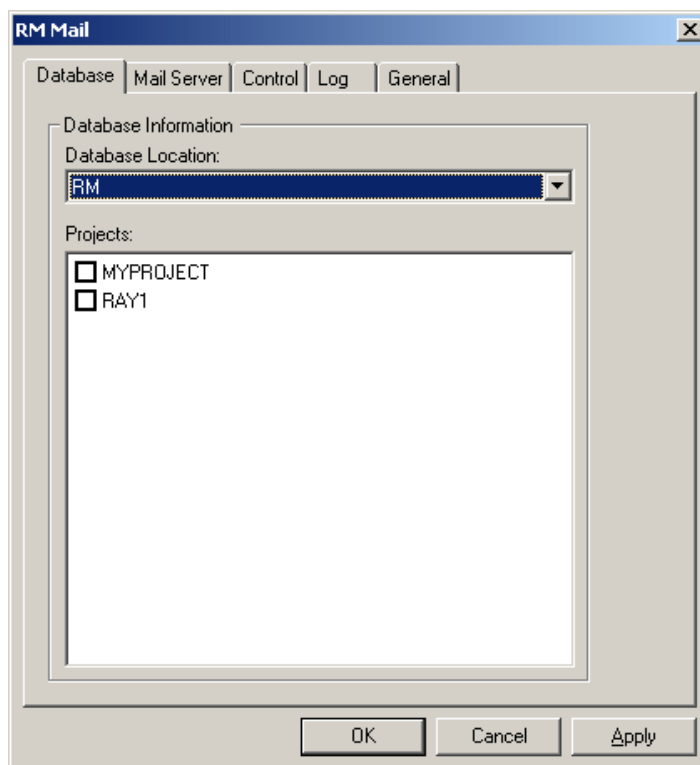 RM Mail
Database Mail Server Control Log General
Database Information
Database Location:
RM
Projects:
MYPROJECT
RAY1
OK Cancel Apply